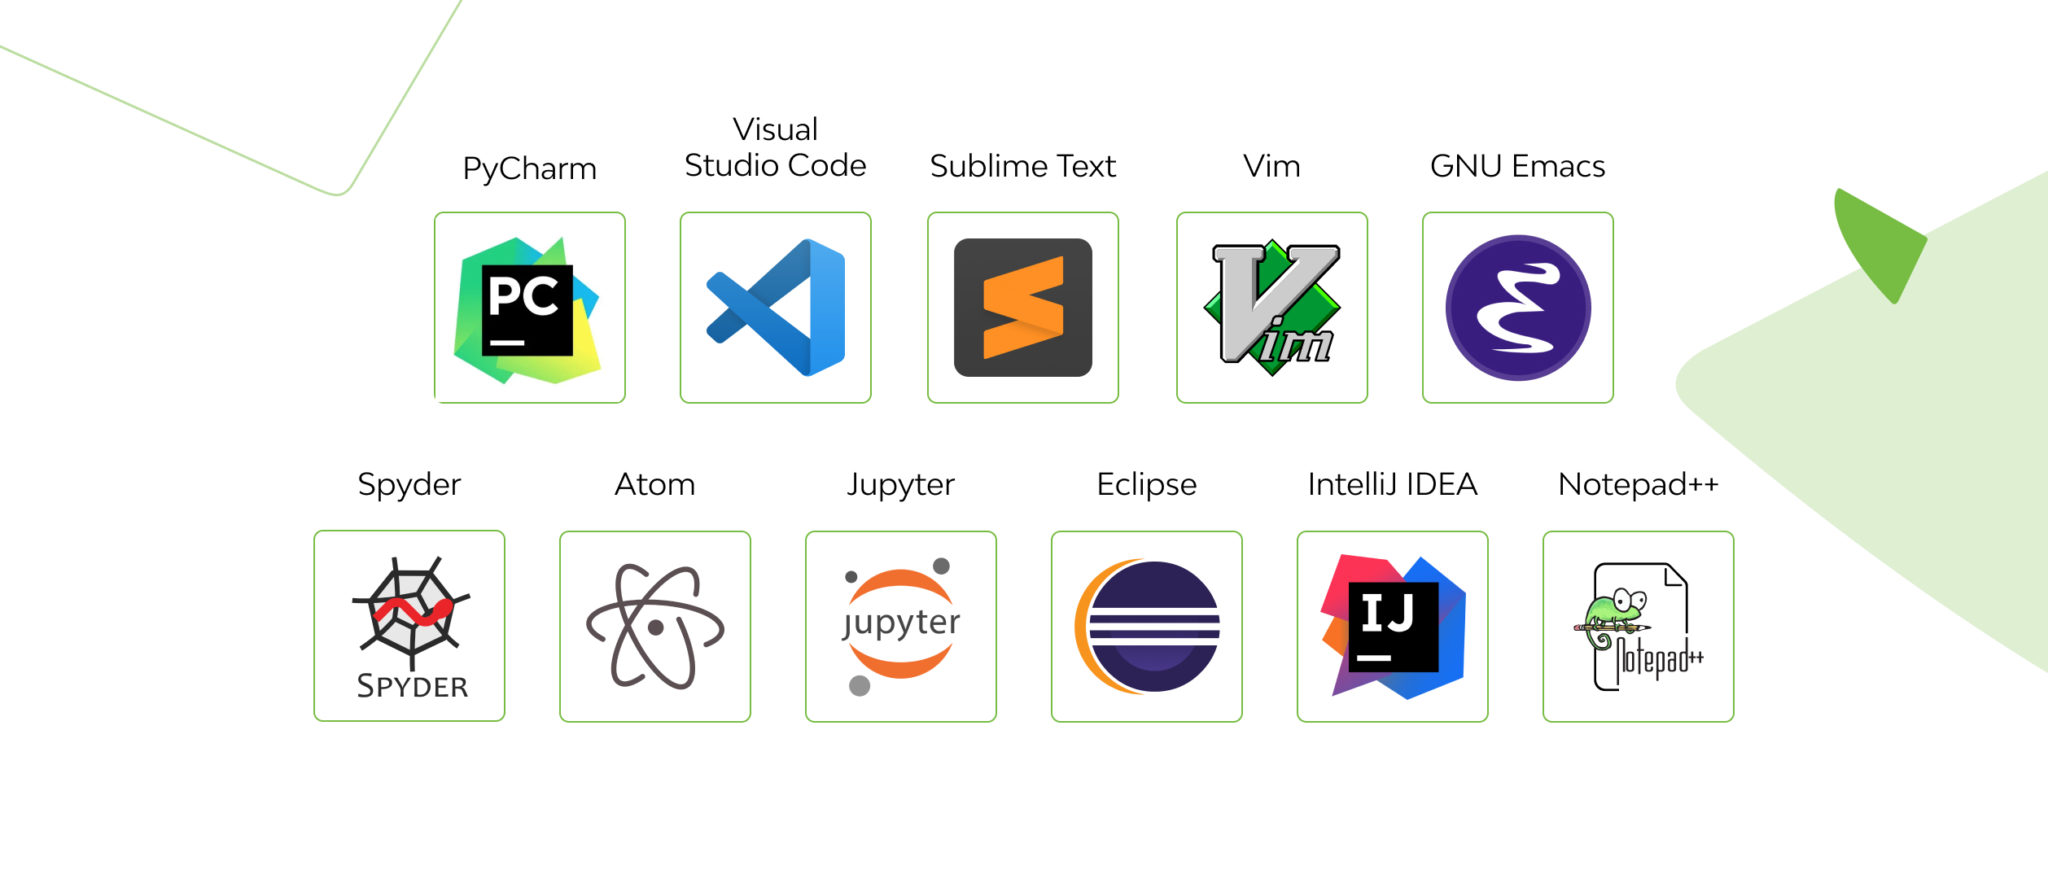 PyCharm
Visual
Studio Code
Sublime Text
Vim
GNU Emacs
PC
Vim
Spyder
Atom
Jupyter
Eclipse
IntelliJ IDEA
Notepad++
SPYDER
jupyter
IJ
Notepad++